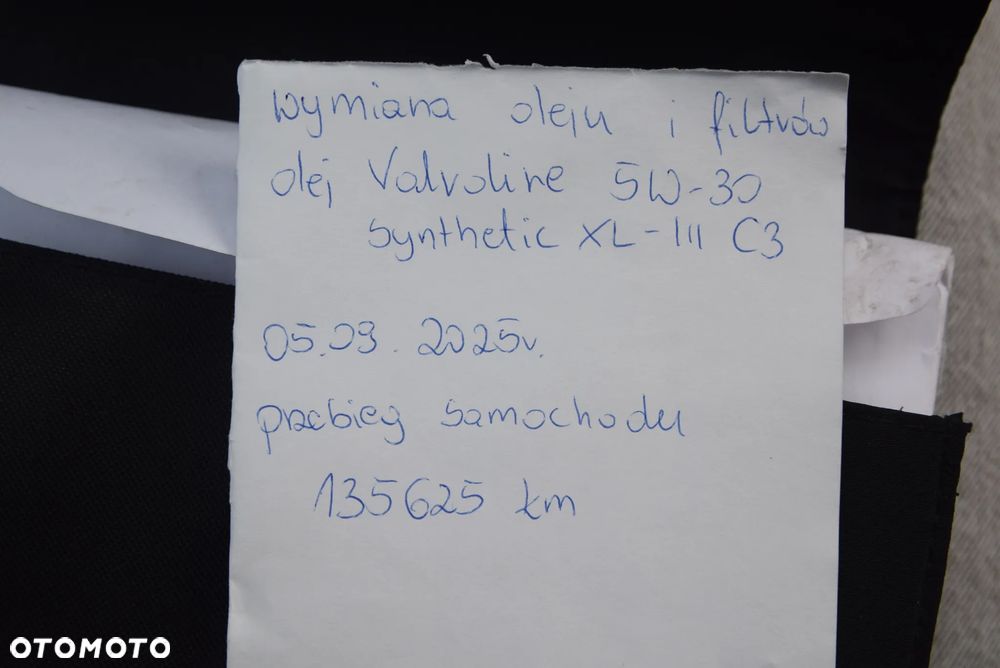 wymiana oleju i filtrów
olej Valvoline 5W-30
synthetic XL-III C3
05.09.2025r.
przebieg samochodu
135625 km
OTOMOTO